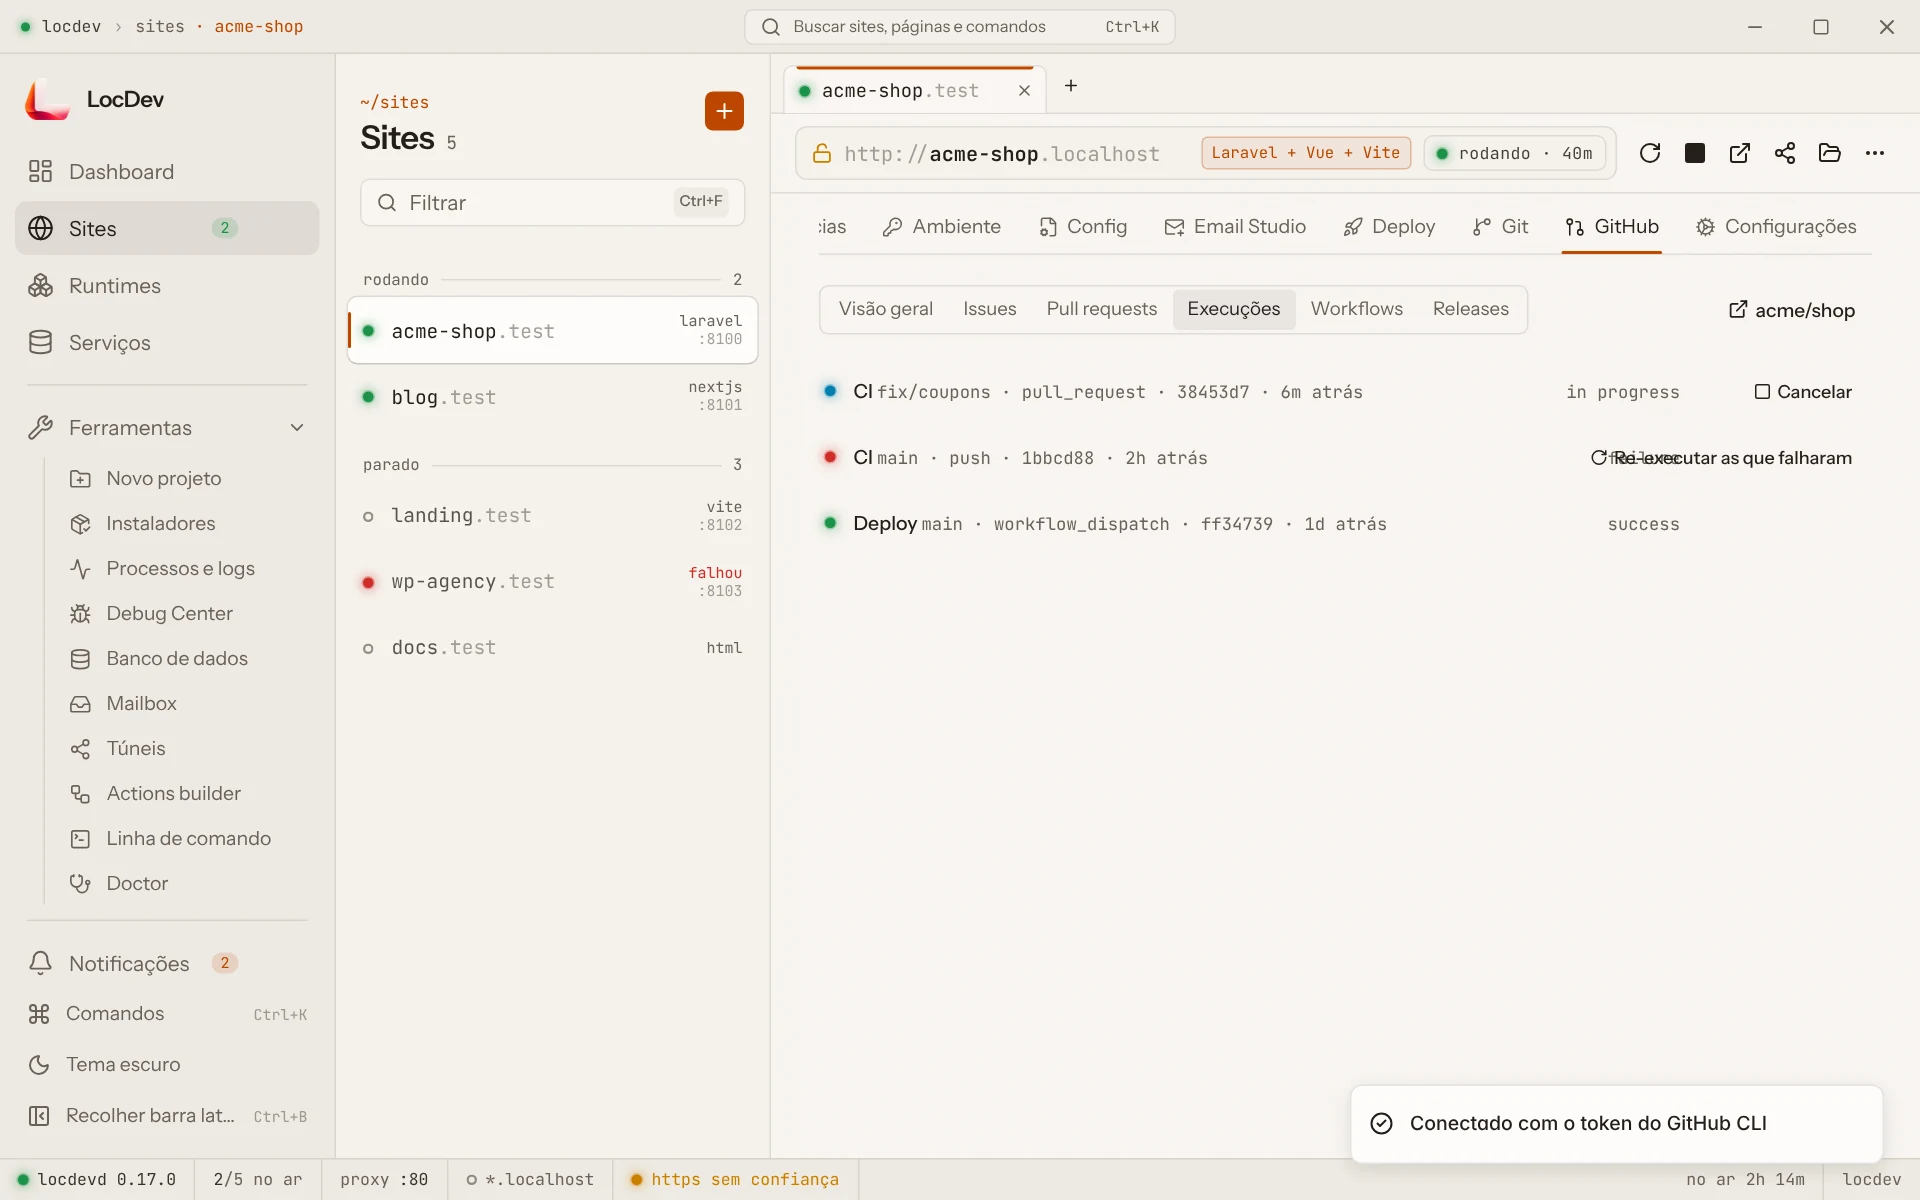 locdev › sites · acme-shop
Buscar sites, páginas e comandos Ctrl+K
LocDev
Dashboard
Sites 2
Runtimes
Serviços
Ferramentas
Novo projeto
Instaladores
Processos e logs
Debug Center
Banco de dados
Mailbox
Túneis
Actions builder
Linha de comando
Doctor
Notificações 2
Comandos Ctrl+K
Tema escuro
Recolher barra lat... Ctrl+B
~/sites
Sites 5
Filtrar Ctrl+F
rodando 2
acme-shop.test laravel :8100
blog.test nextjs :8101
parado 3
landing.test vite :8102
wp-agency.test falhou :8103
docs.test html
acme-shop.test
http://acme-shop.localhost Laravel + Vue + Vite rodando · 40m
cias Ambiente Config Email Studio Deploy Git GitHub Configurações
Visão geral Issues Pull requests Execuções Workflows Releases acme/shop
CI fix/coupons · pull_request · 38453d7 · 6m atrás in progress Cancelar
CI main · push · 1bbcd88 · 2h atrás Re-executar as que falharam
Deploy main · workflow_dispatch · ff34739 · 1d atrás success
Conectado com o token do GitHub CLI
locdevd 0.17.0 2/5 no ar proxy :80 *.localhost https sem confiança no ar 2h 14m locdev